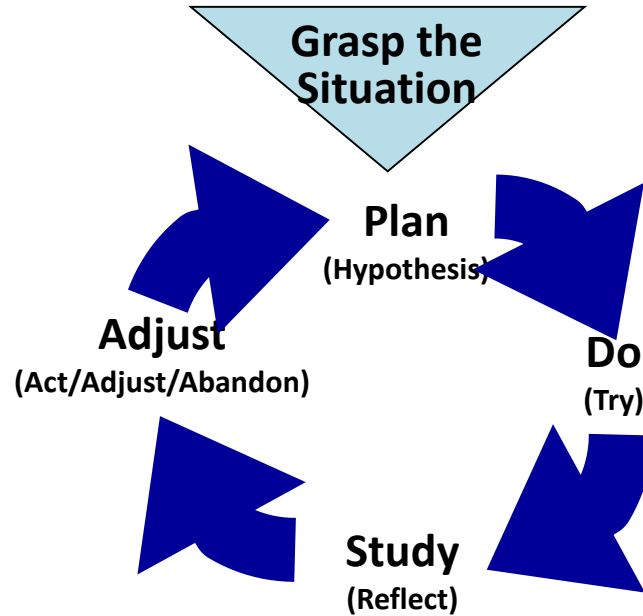 Grasp the
Situation
Plan
(Hypothesis)
Do
(Try)
Study
(Reflect)
Adjust
(Act/Adjust/Abandon)